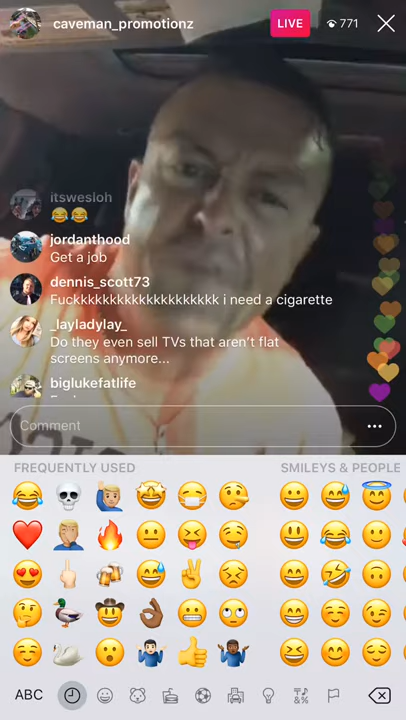 caveman_promotionz
LIVE
771
itswesloh
😂😂
jordanthood
Get a job
dennis_scott73
Fuckkkkkkkkkkkkkkkkkkkk i need a cigarette
_layladylay_
Do they even sell TVs that aren't flat
screens anymore...
biglukefatlife
Comment
FREQUENTLY USED
SMILEYS & PEOPLE
ABC